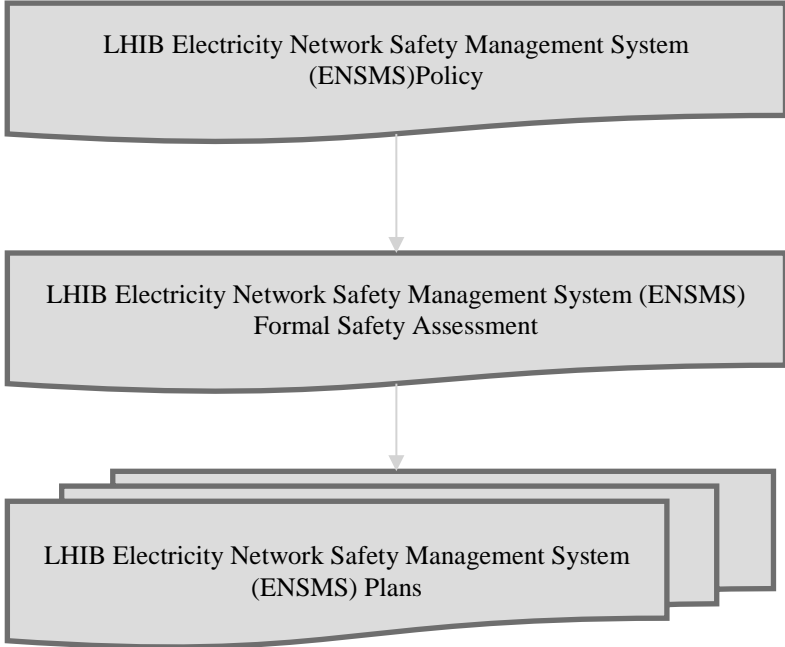 LHIB Electricity Network Safety Management System
(ENSMS)Policy
LHIB Electricity Network Safety Management System (ENSMS)
Formal Safety Assessment
LHIB Electricity Network Safety Management System
(ENSMS) Plans